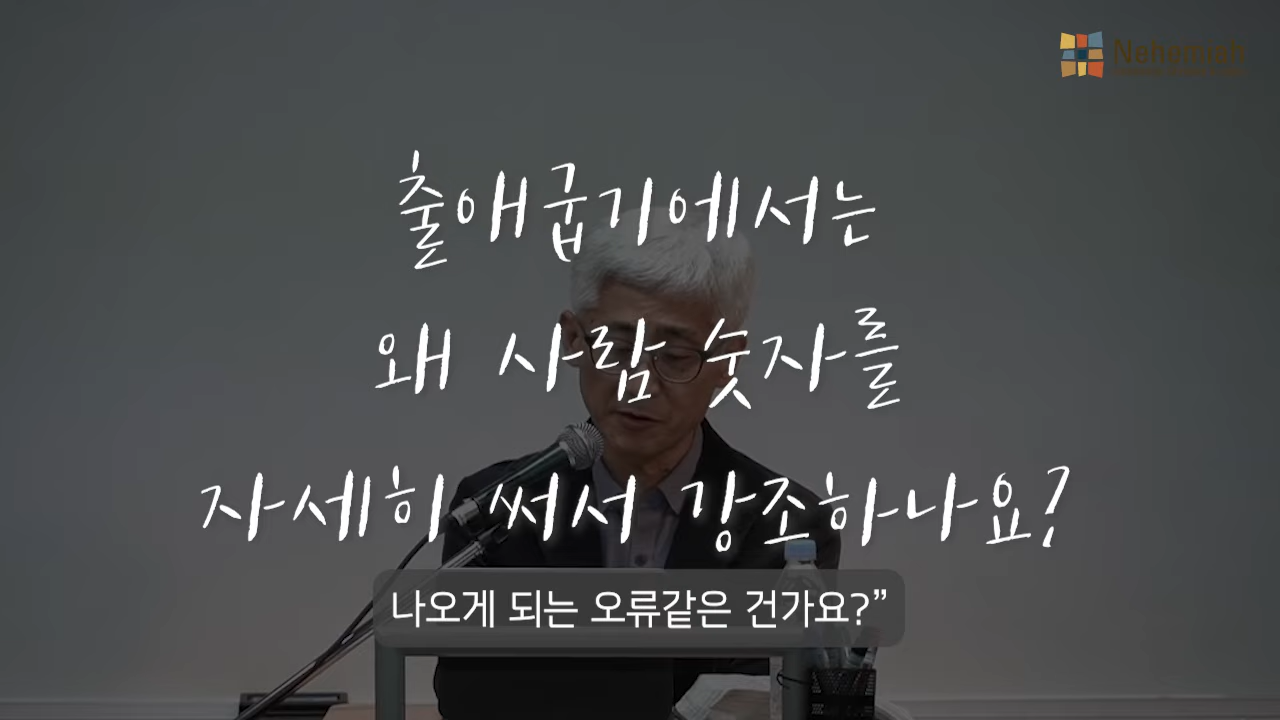 Nehemiah
출애굽기에서는
왜 사람 숫자를
자세히 써서 강조하나요?
나오게 되는 오류같은 건가요?”